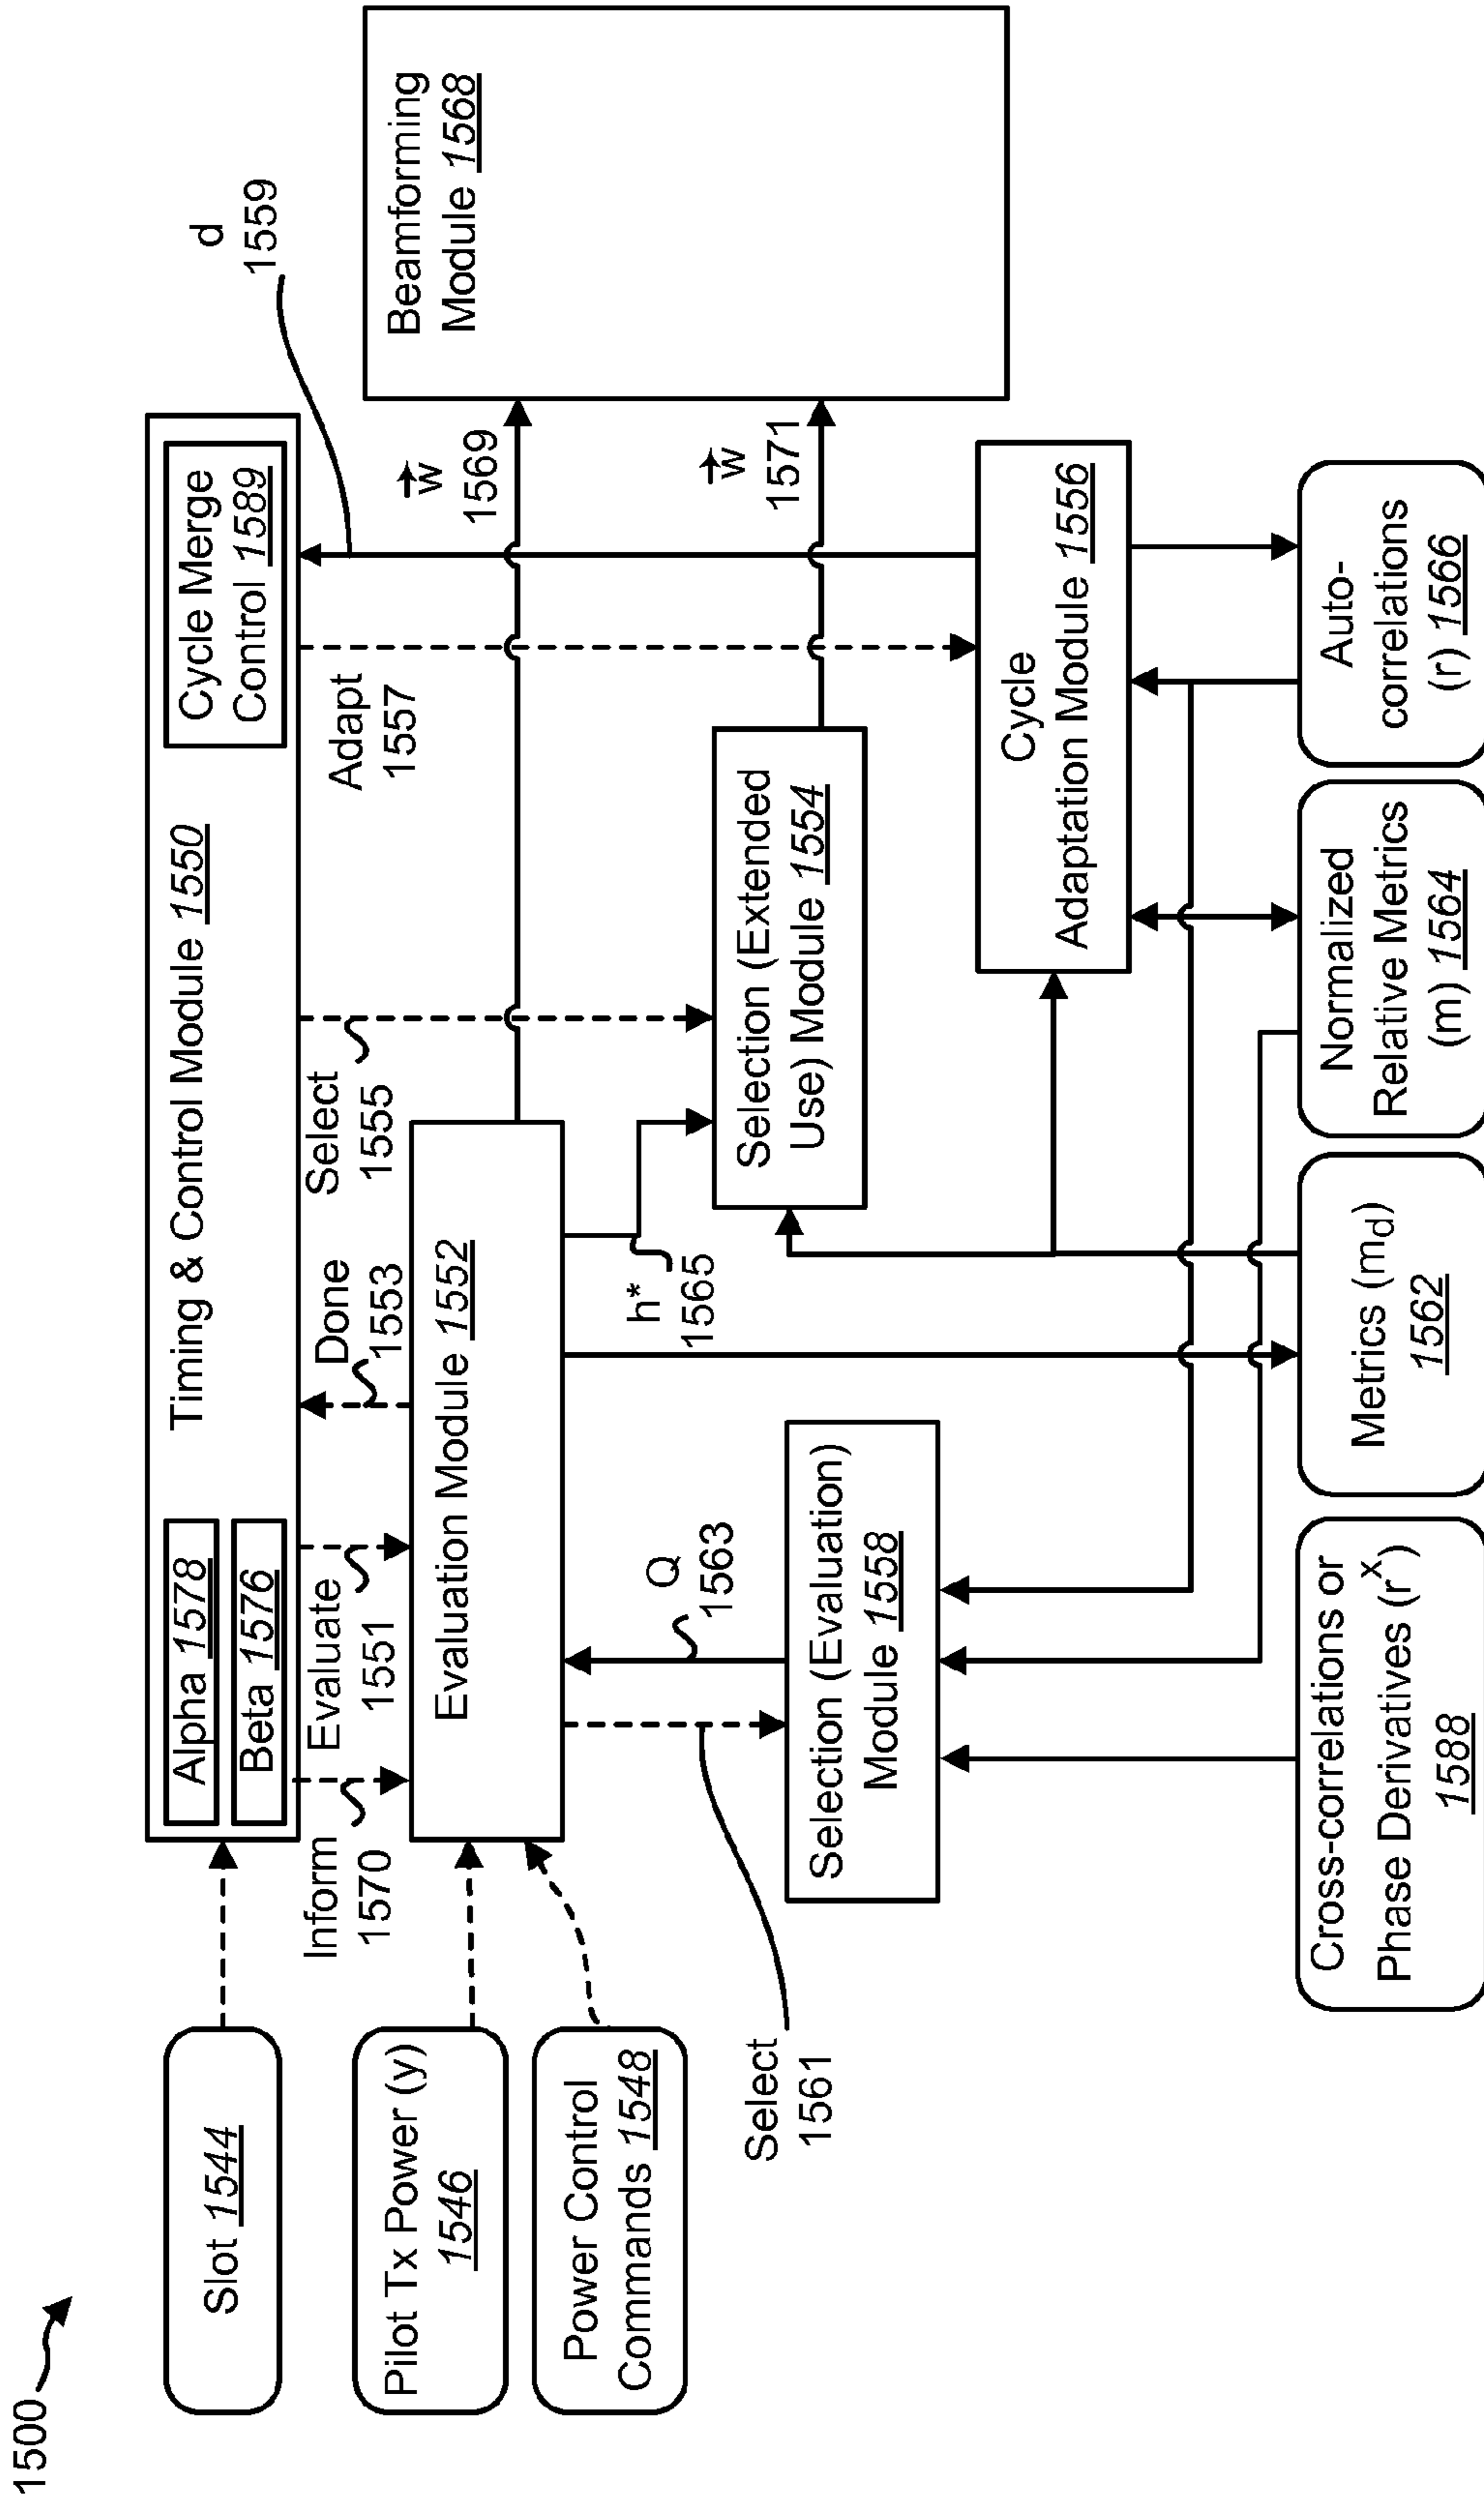 1500
Slot 1544
Pilot Tx Power (y)
1546
Power Control
Commands 1548
Alpha 1578
Beta 1576
Timing & Control Module 1550
Cycle Merge
Control 1589
d
1559
Inform
1570
Evaluate
1551
Done
1553
Select
1555
Adapt
1557
Evaluation Module 1552
w
1569
Beamforming
Module 1568
Select
1561
Q
1563
h*
1565
Selection (Extended
Use) Module 1554
w
1571
Selection (Evaluation)
Module 1558
Cycle
Adaptation Module 1556
Cross-correlations or
Phase Derivatives (rˣ)
1588
Metrics (md)
1562
Normalized
Relative Metrics
(m) 1564
Auto-
correlations
(r) 1566